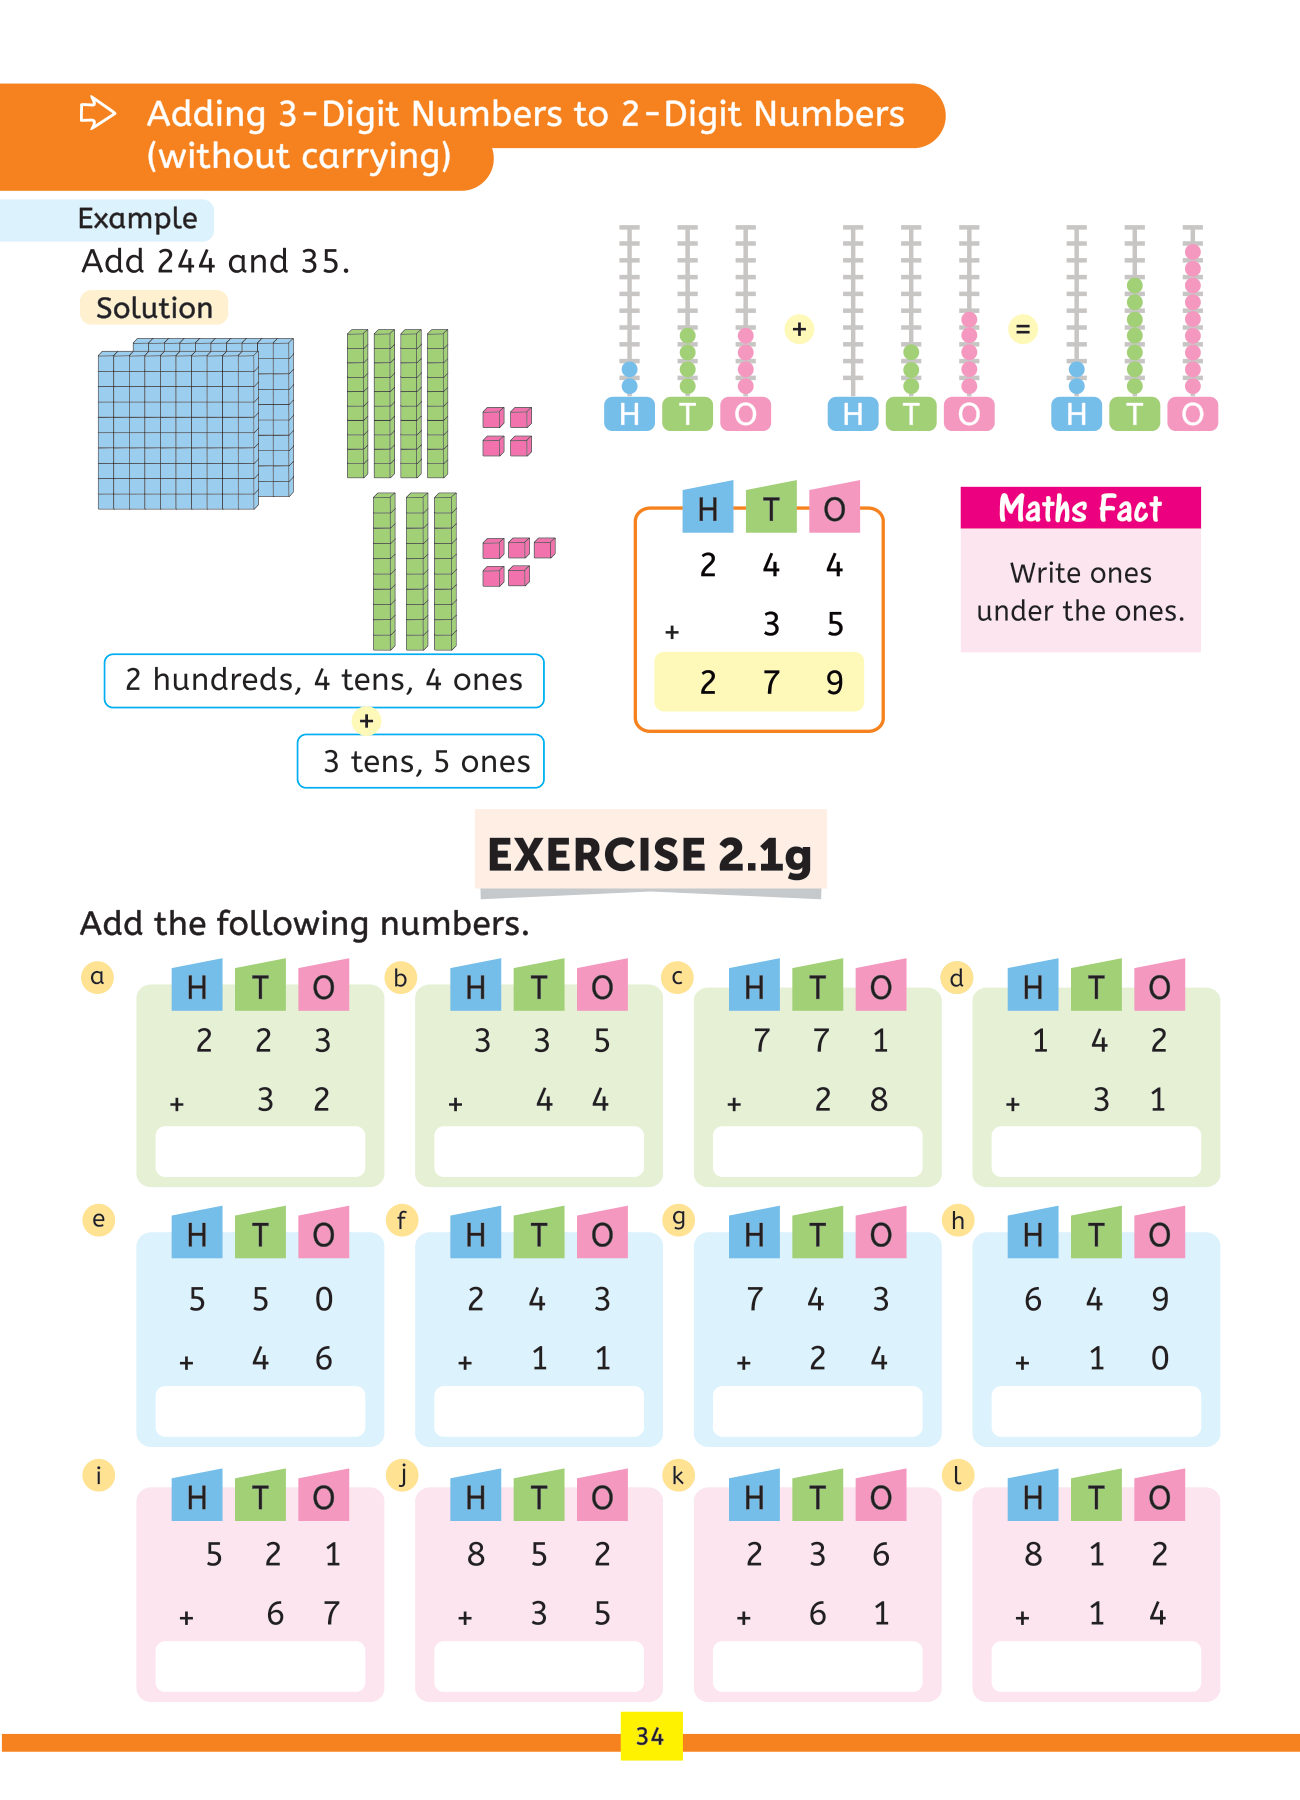 Adding 3-Digit Numbers to 2-Digit Numbers
(without carrying)
Example
Add 244 and 35.
Solution
H T O + H T O = H T O
2 hundreds, 4 tens, 4 ones
+
3 tens, 5 ones
H T O
2 4 4
+ 3 5
2 7 9
Maths Fact
Write ones
under the ones.
EXERCISE 2.1g
Add the following numbers.
a
H T O
2 2 3
+ 3 2
b
H T O
3 3 5
+ 4 4
c
H T O
7 7 1
+ 2 8
d
H T O
1 4 2
+ 3 1
e
H T O
5 5 0
+ 4 6
f
H T O
2 4 3
+ 1 1
g
H T O
7 4 3
+ 2 4
h
H T O
6 4 9
+ 1 0
i
H T O
5 2 1
+ 6 7
j
H T O
8 5 2
+ 3 5
k
H T O
2 3 6
+ 6 1
l
H T O
8 1 2
+ 1 4
34